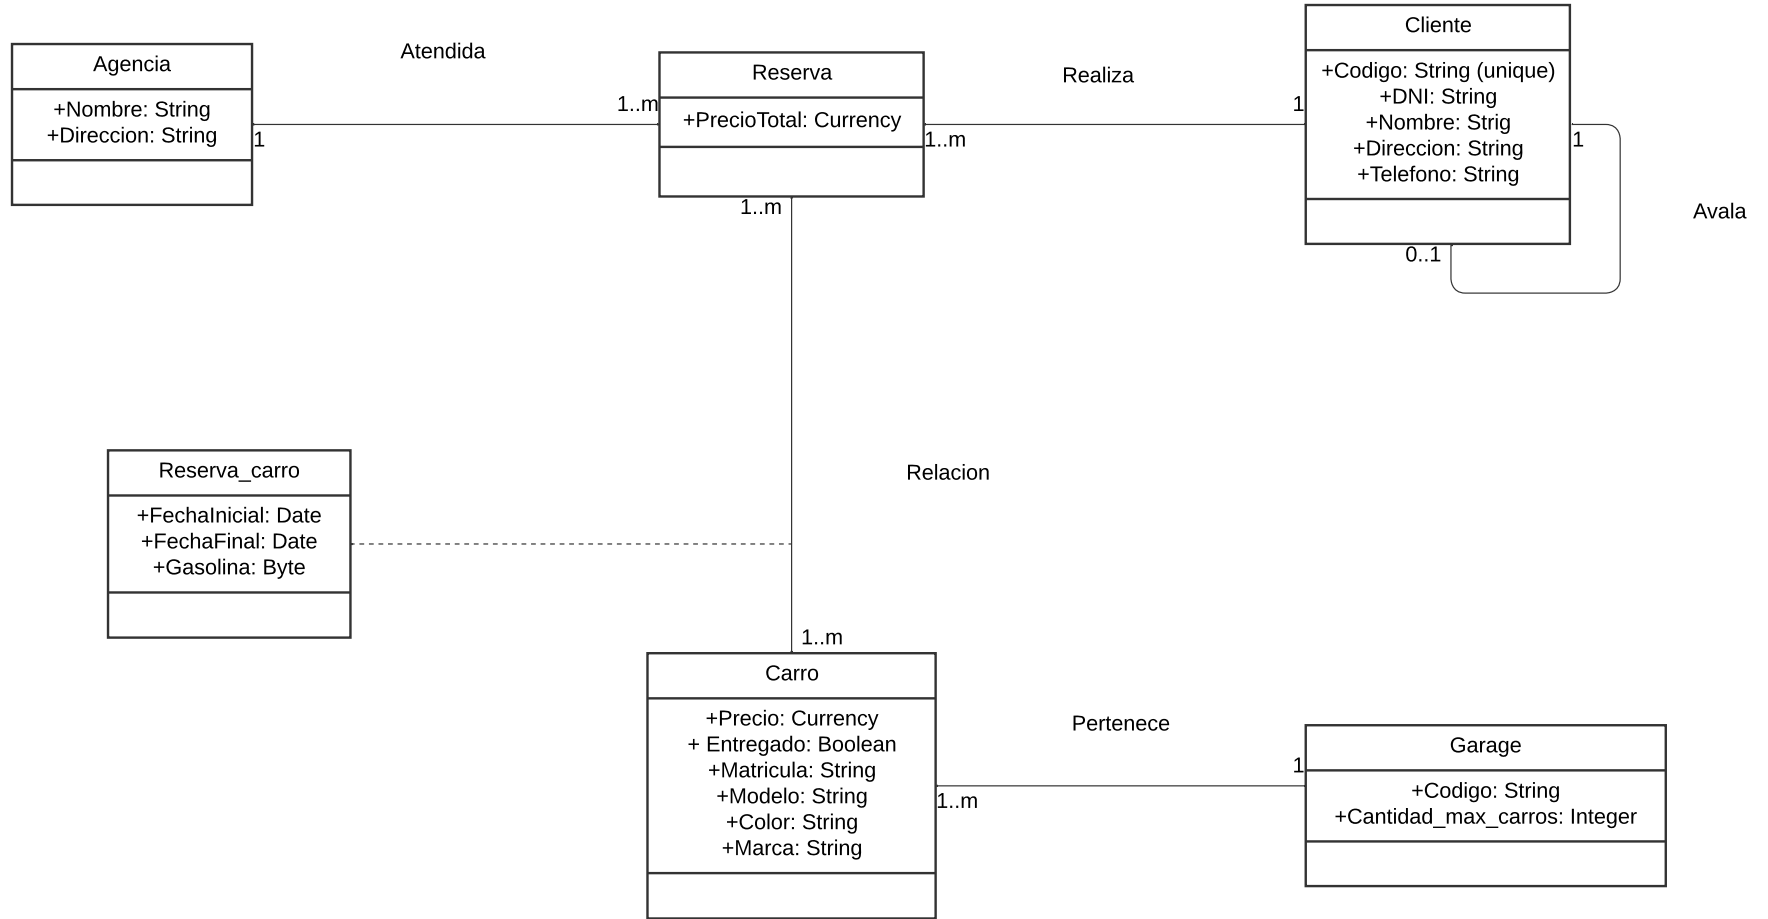 Agencia
+Nombre: String
+Direccion: String
1
Atendida
1..m
Reserva
+PrecioTotal: Currency
1..m
1..m
Realiza
1
Cliente
+Codigo: String (unique)
+DNI: String
+Nombre: Strig
+Direccion: String
+Telefono: String
1
0..1
Avala
Reserva_carro
+FechaInicial: Date
+FechaFinal: Date
+Gasolina: Byte
Relacion
1..m
Carro
+Precio: Currency
+ Entregado: Boolean
+Matricula: String
+Modelo: String
+Color: String
+Marca: String
1..m
Pertenece
1
Garage
+Codigo: String
+Cantidad_max_carros: Integer